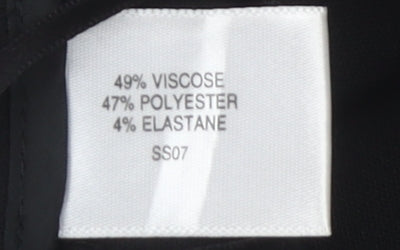 49% VISCOSE
47% POLYESTER
4% ELASTANE
SS07